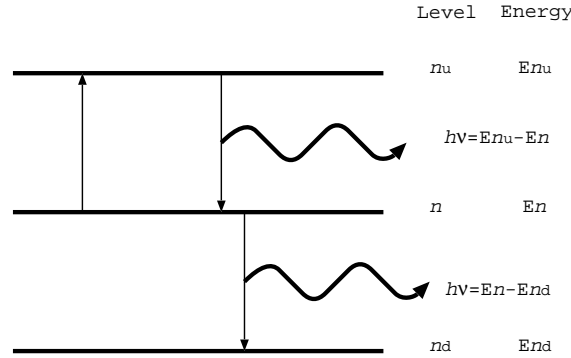 Level Energy
nu Enu
hν=Enu-En
n En
hν=En-End
nd End